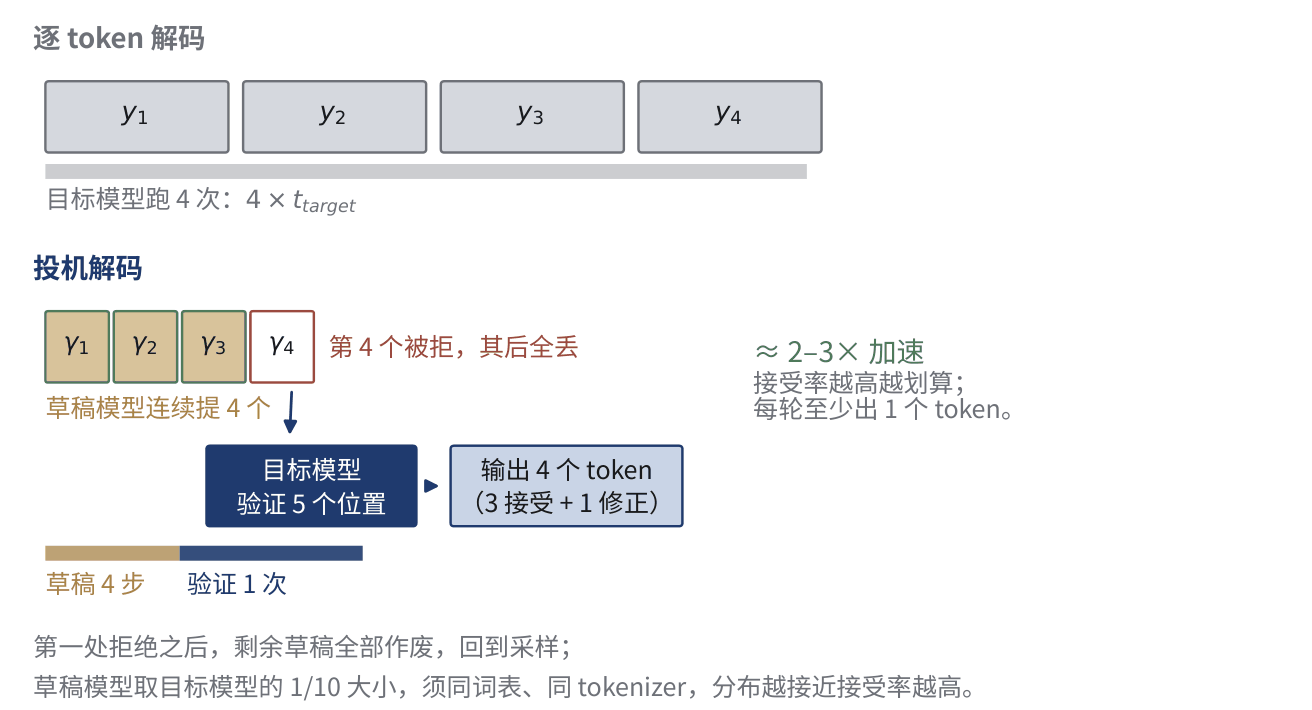 逐 token 解码
y₁ y₂ y₃ y₄
目标模型跑 4 次：4 × t_target
投机解码
γ₁ γ₂ γ₃ γ₄ 第 4 个被拒，其后全丢
≈ 2–3× 加速
接受率越高越划算；
每轮至少出 1 个 token。
草稿模型连续提 4 个
目标模型
验证 5 个位置
输出 4 个 token
（3 接受 + 1 修正）
草稿 4 步 验证 1 次
第一处拒绝之后，剩余草稿全部作废，回到采样；
草稿模型取目标模型的 1/10 大小，须同词表、同 tokenizer，分布越接近接受率越高。